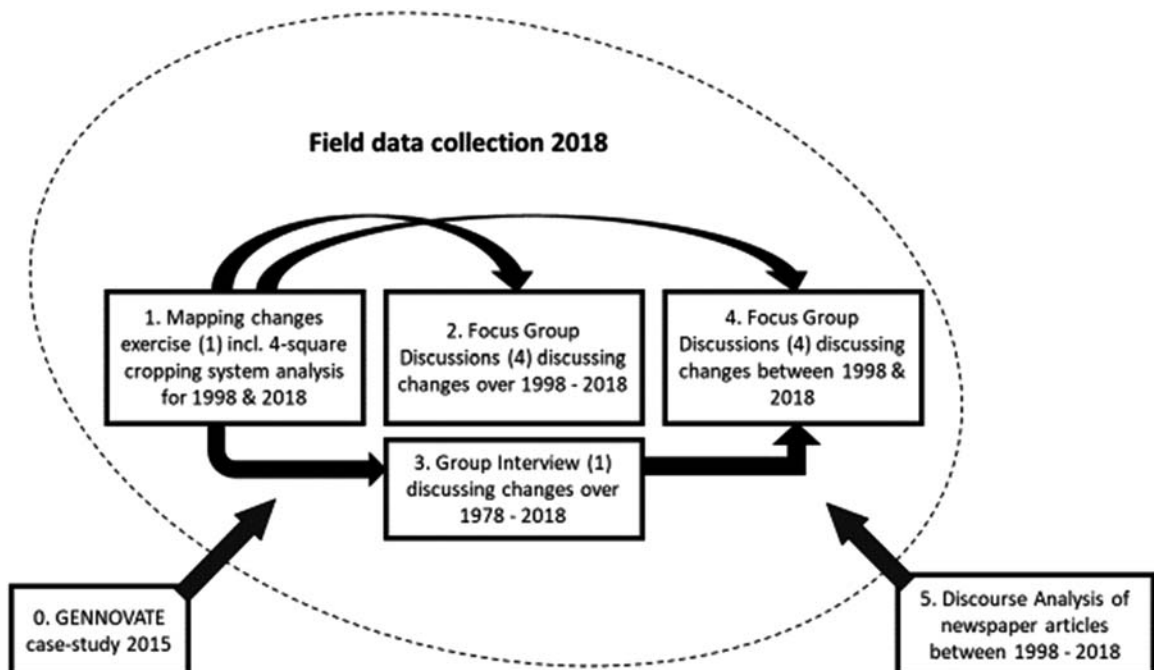 Field data collection 2018
1. Mapping changes
exercise (1) incl. 4-square
cropping system analysis
for 1998 & 2018
2. Focus Group
Discussions (4) discussing
changes over 1998 - 2018
4. Focus Group
Discussions (4) discussing
changes between 1998 &
2018
3. Group Interview (1)
discussing changes over
1978 - 2018
0. GENNOVATE
case-study 2015
5. Discourse Analysis of
newspaper articles
between 1998 - 2018